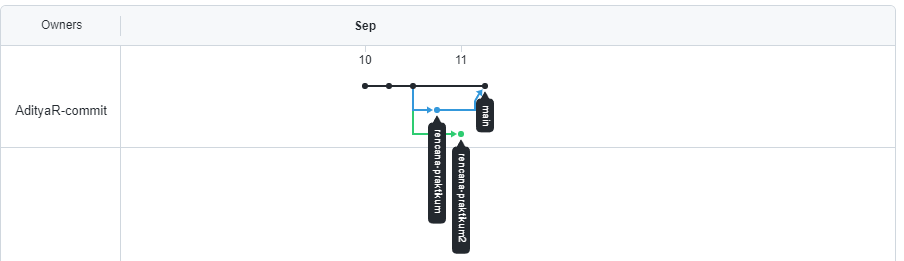 Owners
Sep
10
11
AdityaR-commit
main
rencana-praktikum
rencana-praktikum2